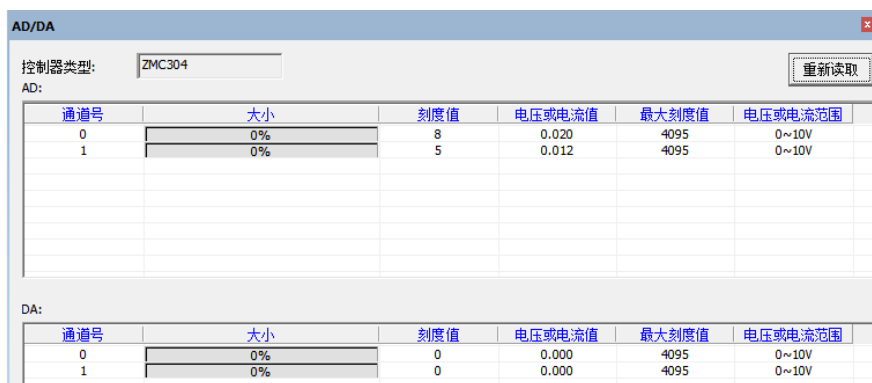 AD/DA
控制器类型: ZMC304 重新读取
AD:
通道号 大小 刻度值 电压或电流值 最大刻度值 电压或电流范围
0 0% 8 0.020 4095 0~10V
1 0% 5 0.012 4095 0~10V
DA:
通道号 大小 刻度值 电压或电流值 最大刻度值 电压或电流范围
0 0% 0 0.000 4095 0~10V
1 0% 0 0.000 4095 0~10V